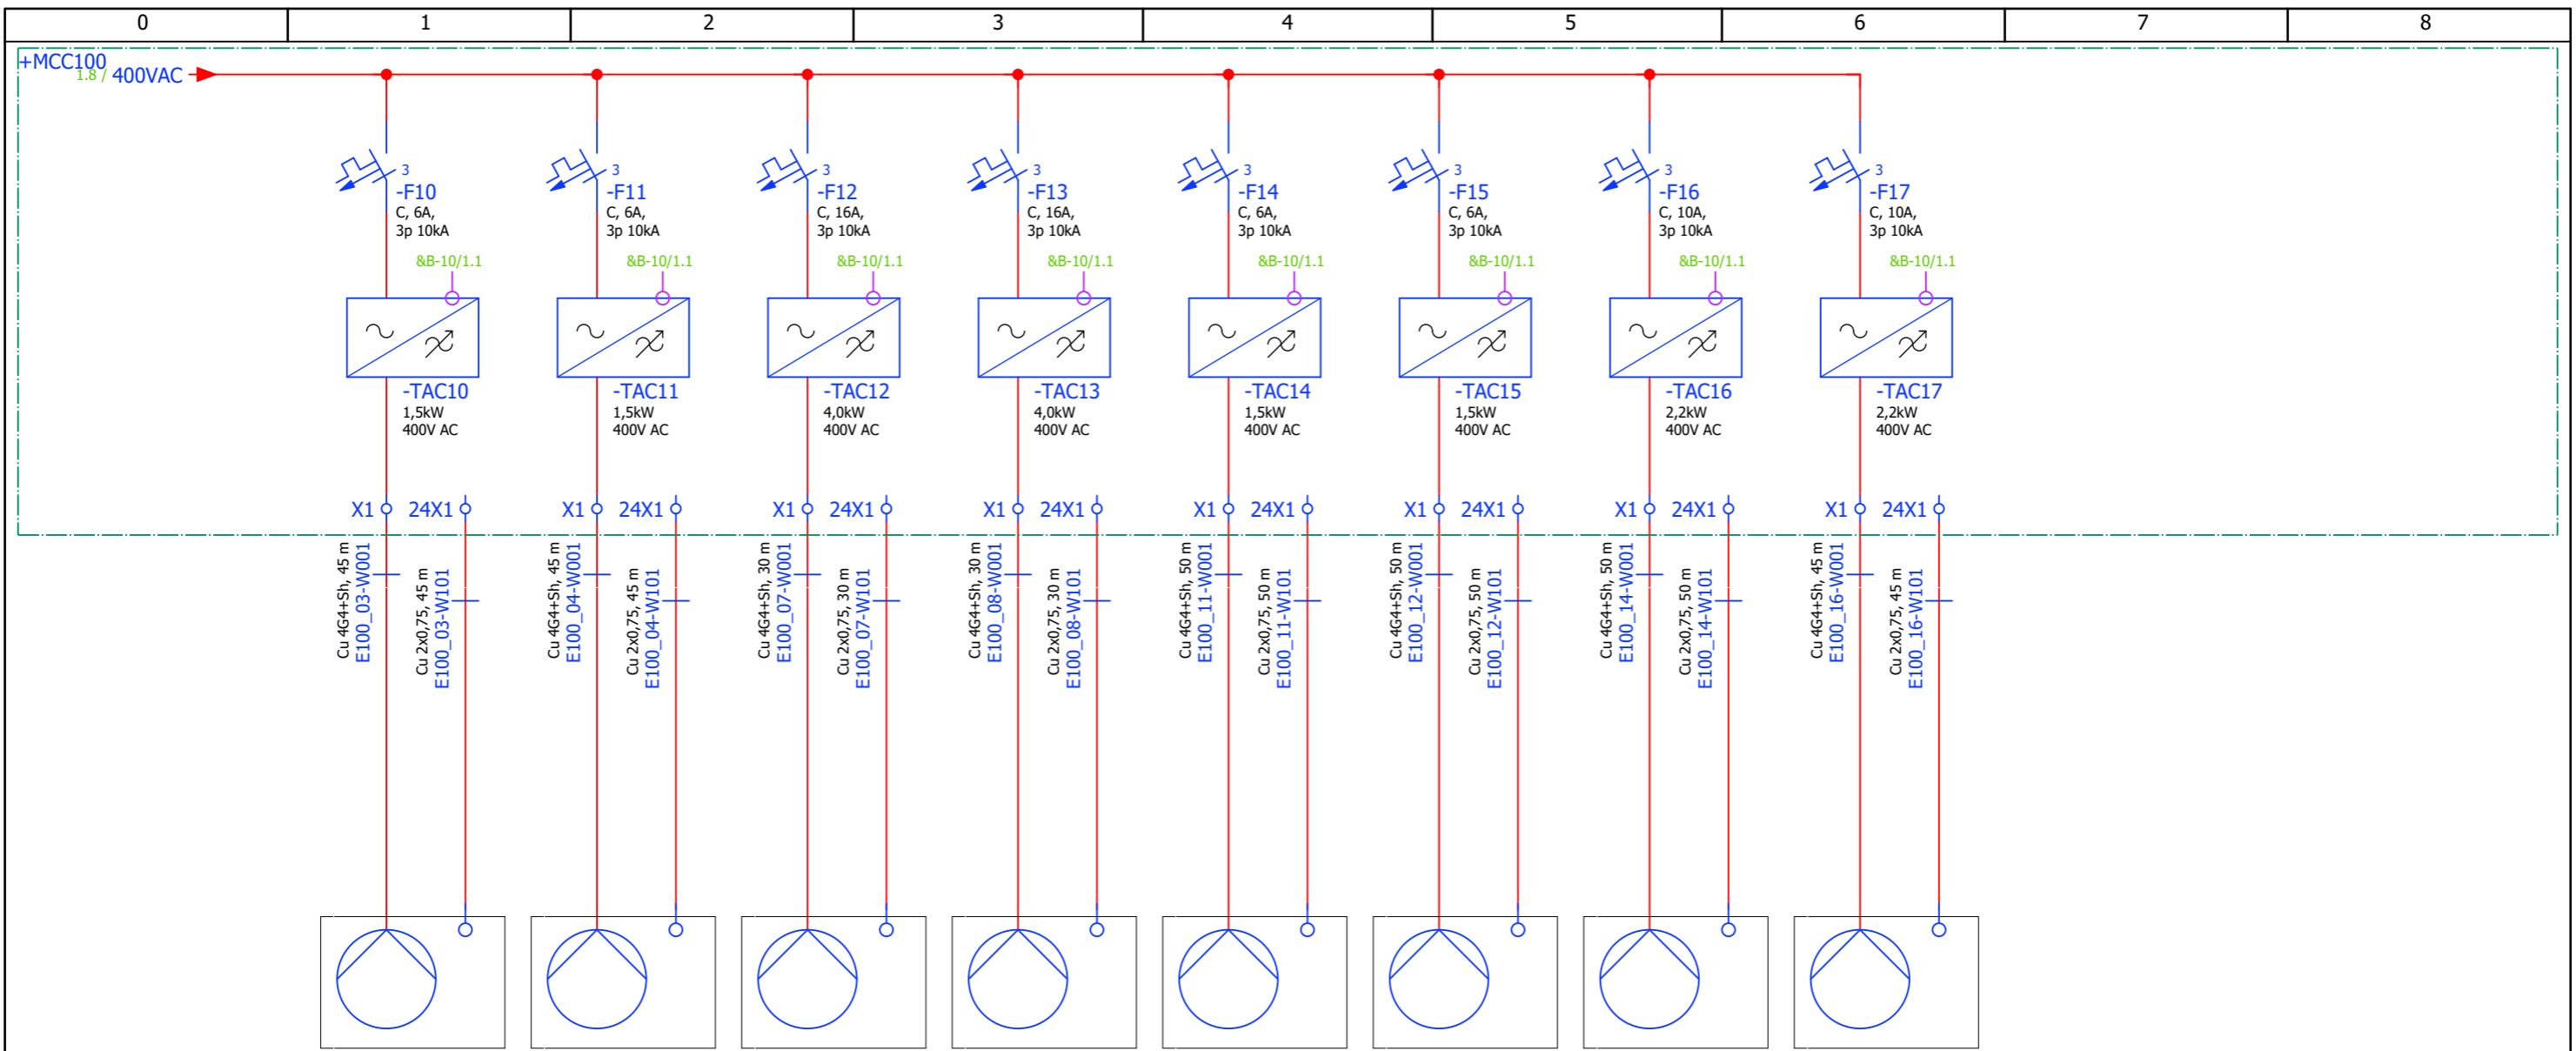 0 1 2 3 4 5 6 7 8
+MCC100
1.8 / 400VAC
3 3 3 3 3 3 3 3
-F10 -F11 -F12 -F13 -F14 -F15 -F16 -F17
C, 6A, C, 6A, C, 16A, C, 16A, C, 6A, C, 6A, C, 10A, C, 10A,
3p 10kA 3p 10kA 3p 10kA 3p 10kA 3p 10kA 3p 10kA 3p 10kA 3p 10kA
&B-10/1.1 &B-10/1.1 &B-10/1.1 &B-10/1.1 &B-10/1.1 &B-10/1.1 &B-10/1.1 &B-10/1.1
-TAC10 -TAC11 -TAC12 -TAC13 -TAC14 -TAC15 -TAC16 -TAC17
1,5kW 1,5kW 4,0kW 4,0kW 1,5kW 1,5kW 2,2kW 2,2kW
400V AC 400V AC 400V AC 400V AC 400V AC 400V AC 400V AC 400V AC
X1 24X1 X1 24X1 X1 24X1 X1 24X1 X1 24X1 X1 24X1 X1 24X1 X1 24X1
Cu 4G4+Sh, 45 m
E100_03-W001
Cu 2x0,75, 45 m
E100_03-W101
Cu 4G4+Sh, 45 m
E100_04-W001
Cu 2x0,75, 45 m
E100_04-W101
Cu 4G4+Sh, 30 m
E100_07-W001
Cu 2x0,75, 30 m
E100_07-W101
Cu 4G4+Sh, 30 m
E100_08-W001
Cu 2x0,75, 30 m
E100_08-W101
Cu 4G4+Sh, 50 m
E100_11-W001
Cu 2x0,75, 50 m
E100_11-W101
Cu 4G4+Sh, 50 m
E100_12-W001
Cu 2x0,75, 50 m
E100_12-W101
Cu 4G4+Sh, 50 m
E100_14-W001
Cu 2x0,75, 50 m
E100_14-W101
Cu 4G4+Sh, 45 m
E100_16-W001
Cu 2x0,75, 45 m
E100_16-W101